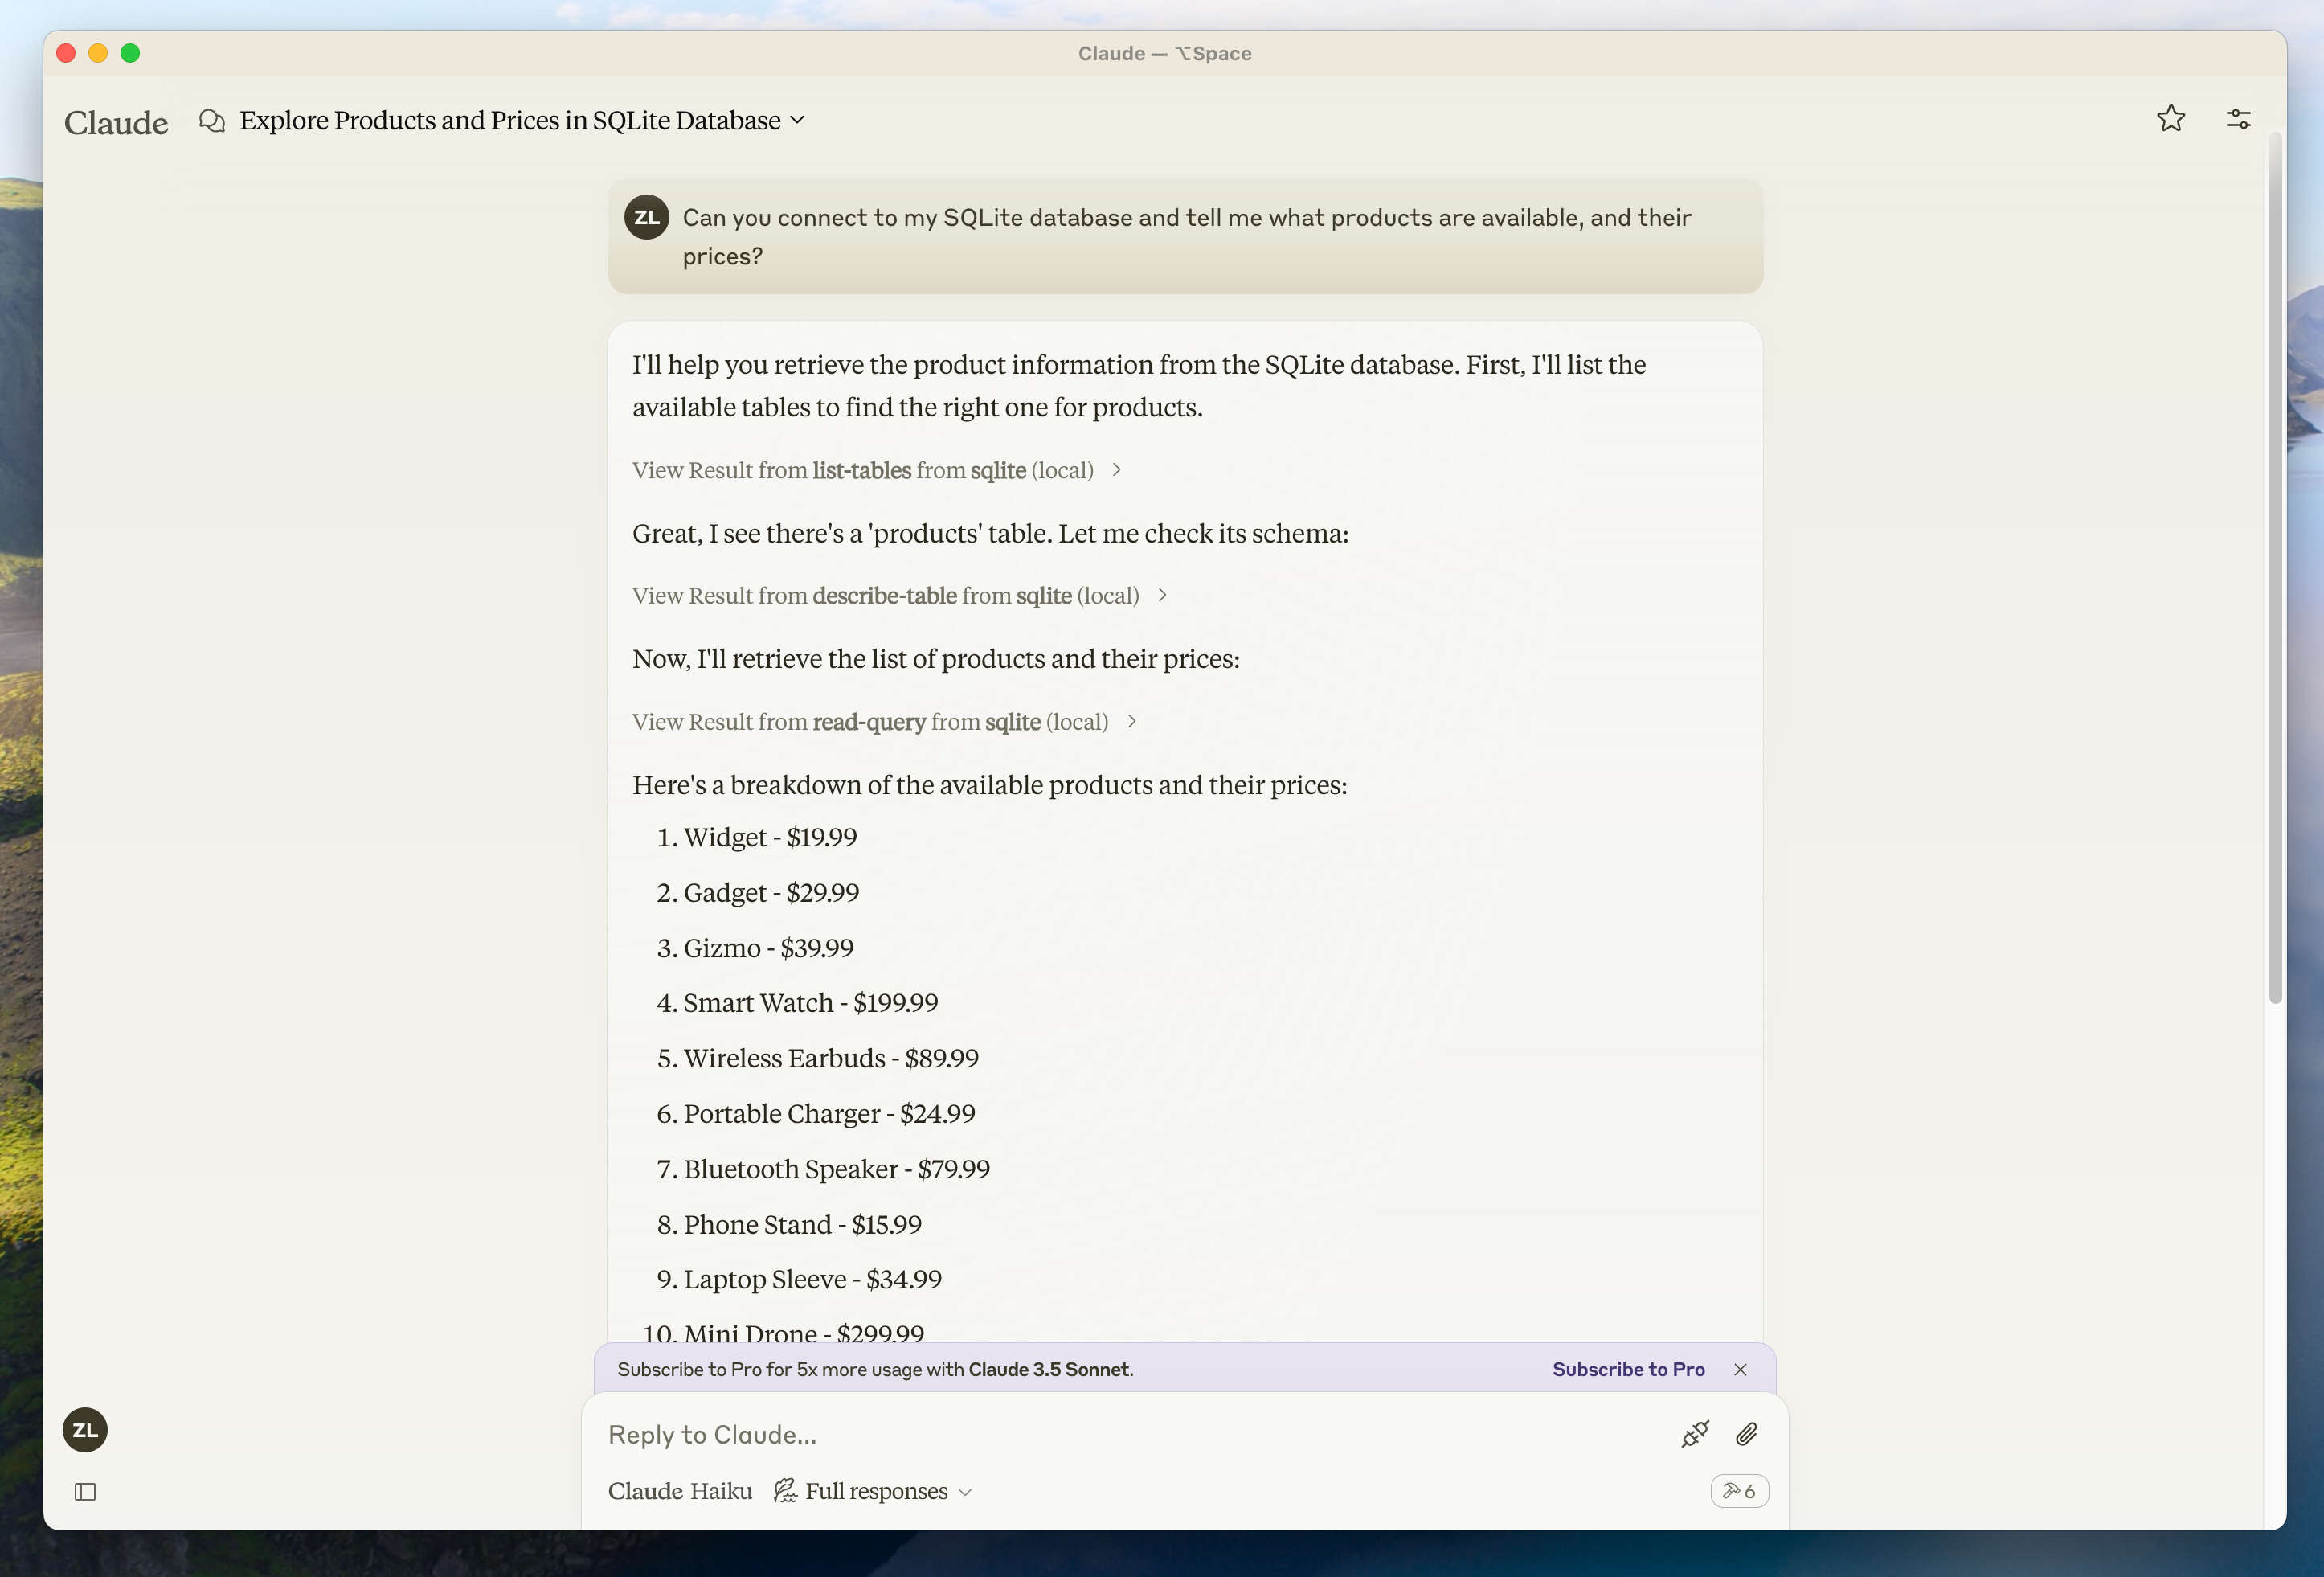 Claude — ⌥Space
Claude
Explore Products and Prices in SQLite Database
ZL
Can you connect to my SQLite database and tell me what products are available, and their
prices?
I'll help you retrieve the product information from the SQLite database. First, I'll list the
available tables to find the right one for products.
View Result from list-tables from sqlite (local)
Great, I see there's a 'products' table. Let me check its schema:
View Result from describe-table from sqlite (local)
Now, I'll retrieve the list of products and their prices:
View Result from read-query from sqlite (local)
Here's a breakdown of the available products and their prices:
1. Widget - $19.99
2. Gadget - $29.99
3. Gizmo - $39.99
4. Smart Watch - $199.99
5. Wireless Earbuds - $89.99
6. Portable Charger - $24.99
7. Bluetooth Speaker - $79.99
8. Phone Stand - $15.99
9. Laptop Sleeve - $34.99
10. Mini Drone - $299.99
Subscribe to Pro for 5x more usage with Claude 3.5 Sonnet.
Subscribe to Pro
ZL
Reply to Claude...
Claude Haiku
Full responses
6